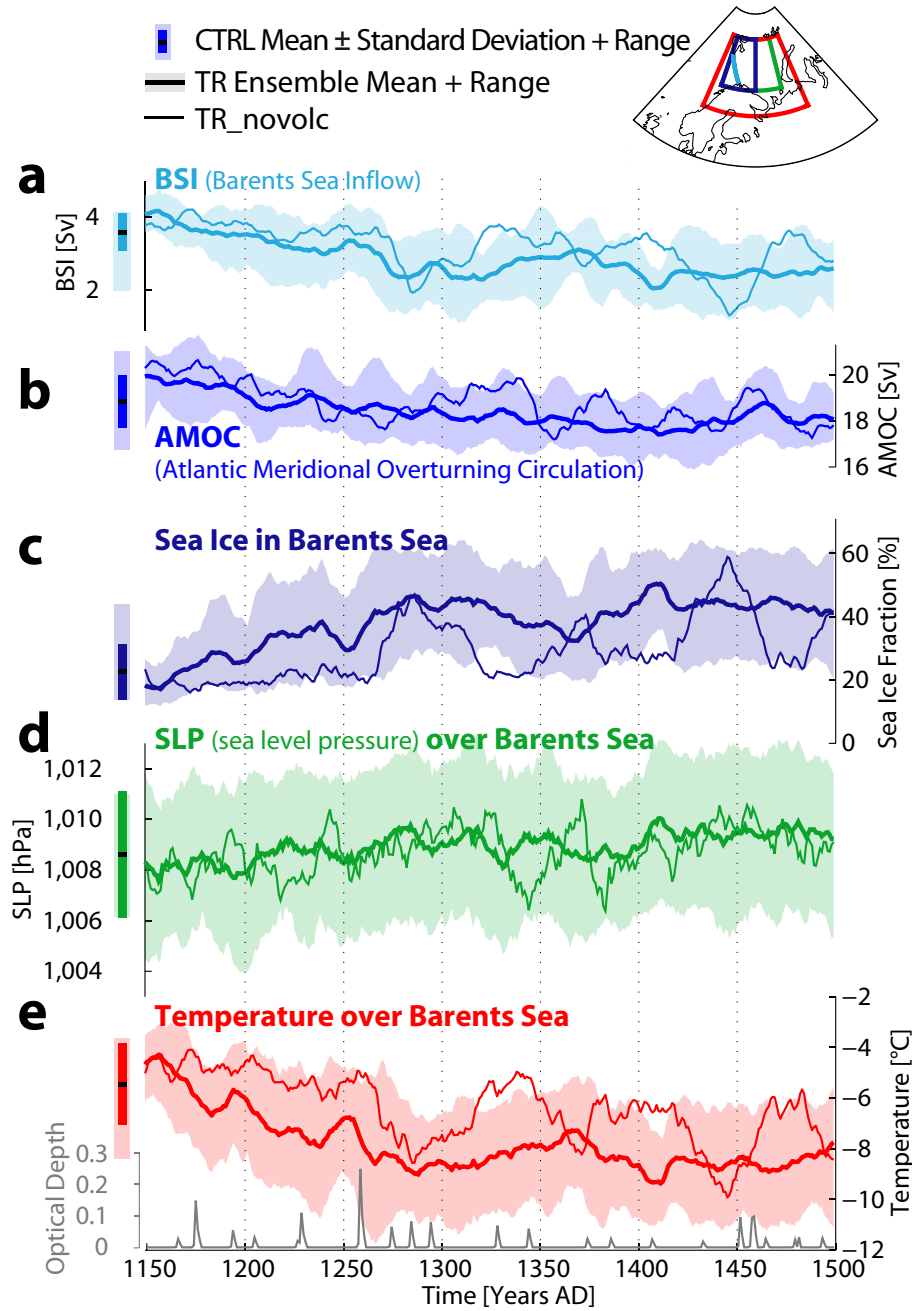 CTRL Mean ± Standard Deviation + Range
TR Ensemble Mean + Range
TR_novolc
a
BSI (Barents Sea Inflow)
BSI [Sv]
4
2
b
AMOC
(Atlantic Meridional Overturning Circulation)
AMOC [Sv]
20
18
16
c
Sea Ice in Barents Sea
Sea Ice Fraction [%]
60
40
20
0
d
SLP (sea level pressure) over Barents Sea
SLP [hPa]
1,012
1,010
1,008
1,006
1,004
e
Temperature over Barents Sea
Temperature [°C]
−2
−4
−6
−8
−10
−12
Optical Depth
0.3
0.2
0.1
0
1150 1200 1250 1300 1350 1400 1450 1500
Time [Years AD]